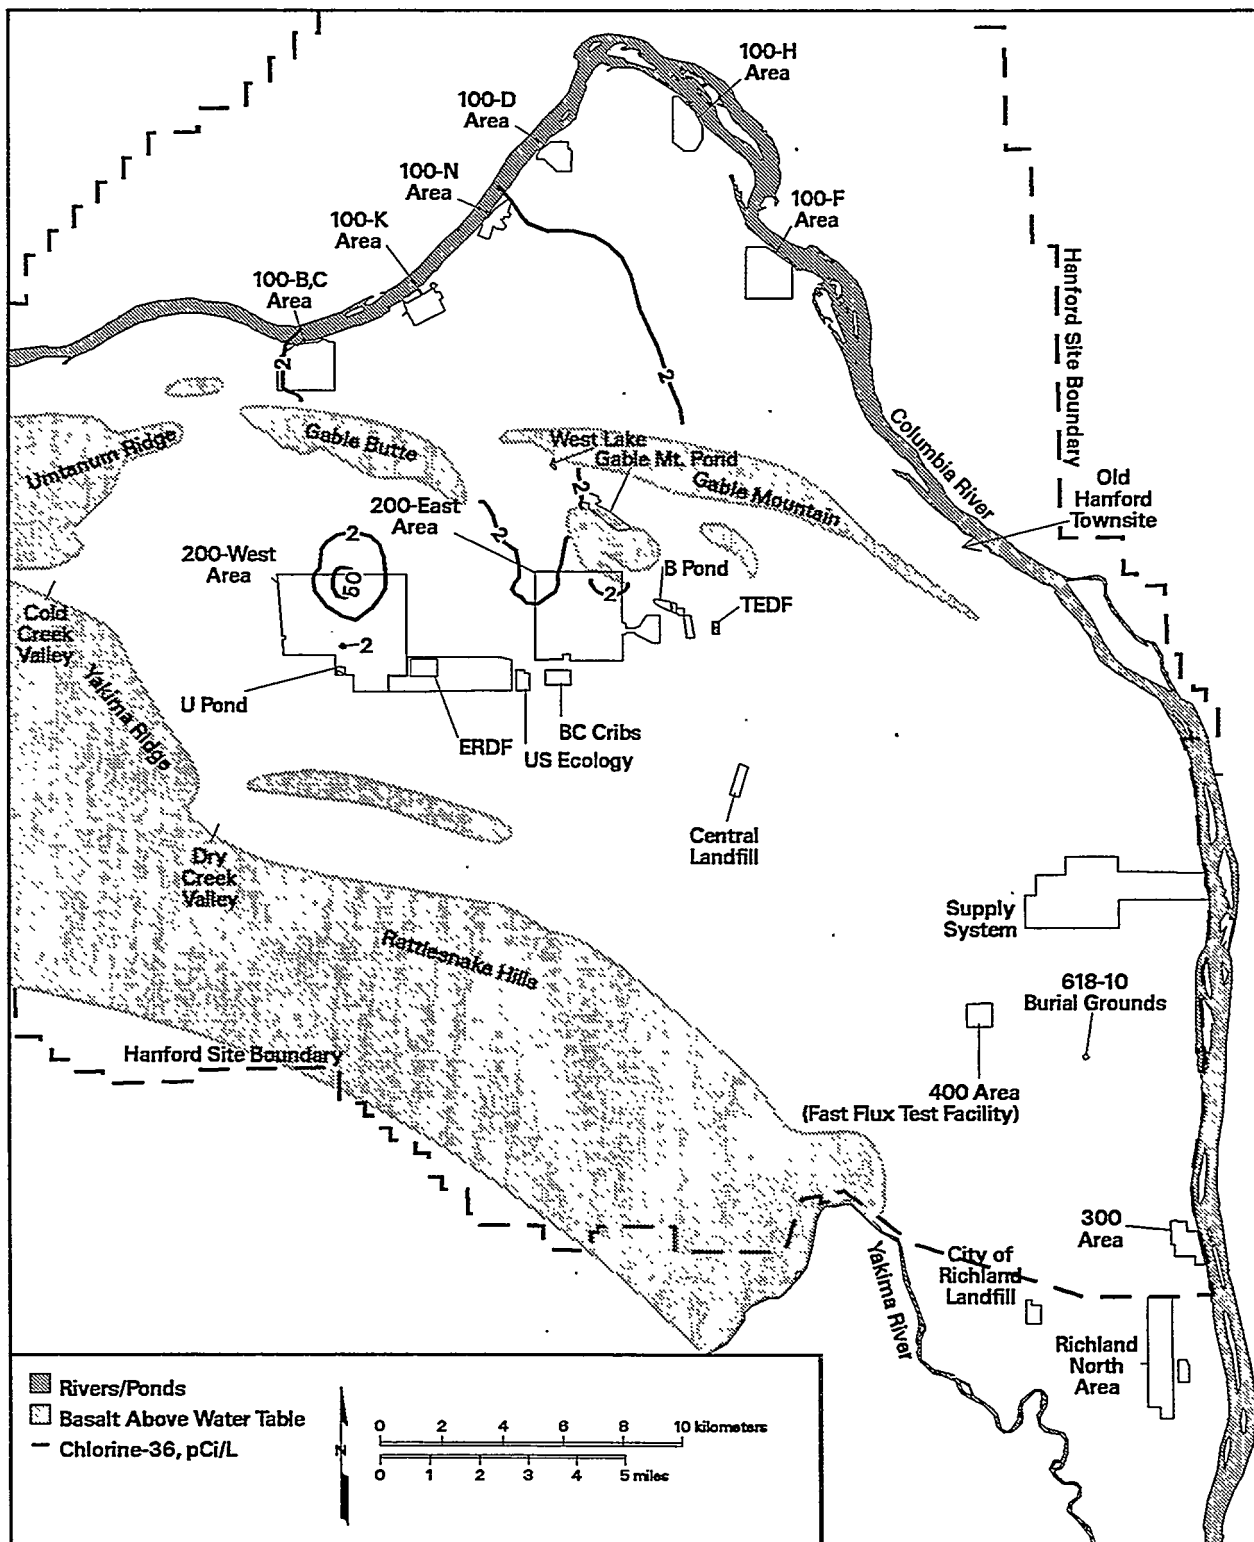 100-H
Area
100-D
Area
100-N
Area
100-K
Area
100-F
Area
100-B,C
Area
Hanford Site Boundary
2
2
Umtanum Ridge
Gable Butte
West Lake
Gable Mt. Pond
Gable Mountain
Columbia River
Old
Hanford
Townsite
200-East
Area
2
2
2
200-West
Area
50
2
B Pond
TEDF
Cold
Creek
Valley
2
U Pond
Yakima Ridge
ERDF
BC Cribs
US Ecology
Central
Landfill
Dry
Creek
Valley
Supply
System
Rattlesnake Hills
618-10
Burial Grounds
Hanford Site Boundary
400 Area
(Fast Flux Test Facility)
300
Area
City of
Richland
Landfill
Yakima River
Richland
North
Area
Rivers/Ponds
Basalt Above Water Table
Chlorine-36, pCi/L
N
0 2 4 6 8 10 kilometers
0 1 2 3 4 5 miles